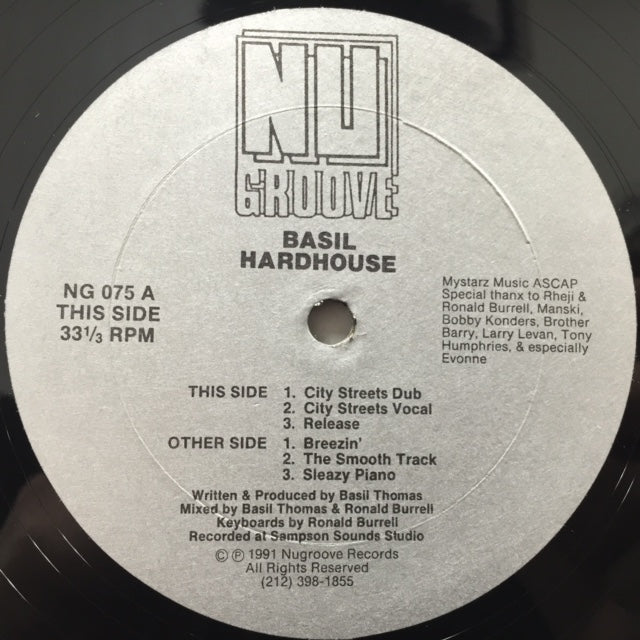 NU
GROOVE
BASIL
HARDHOUSE
NG 075 A
THIS SIDE
33 1/3 RPM
Mystarz Music ASCAP
Special thanx to Rheji &
Ronald Burrell, Manski,
Bobby Konders, Brother
Barry, Larry Levan, Tony
Humphries, & especially
Evonne
THIS SIDE 1. City Streets Dub
2. City Streets Vocal
3. Release
OTHER SIDE 1. Breezin'
2. The Smooth Track
3. Sleazy Piano
Written & Produced by Basil Thomas
Mixed by Basil Thomas & Ronald Burrell
Keyboards by Ronald Burrell
Recorded at Sampson Sounds Studio
© ℗ 1991 Nugroove Records
All Rights Reserved
(212) 398-1855